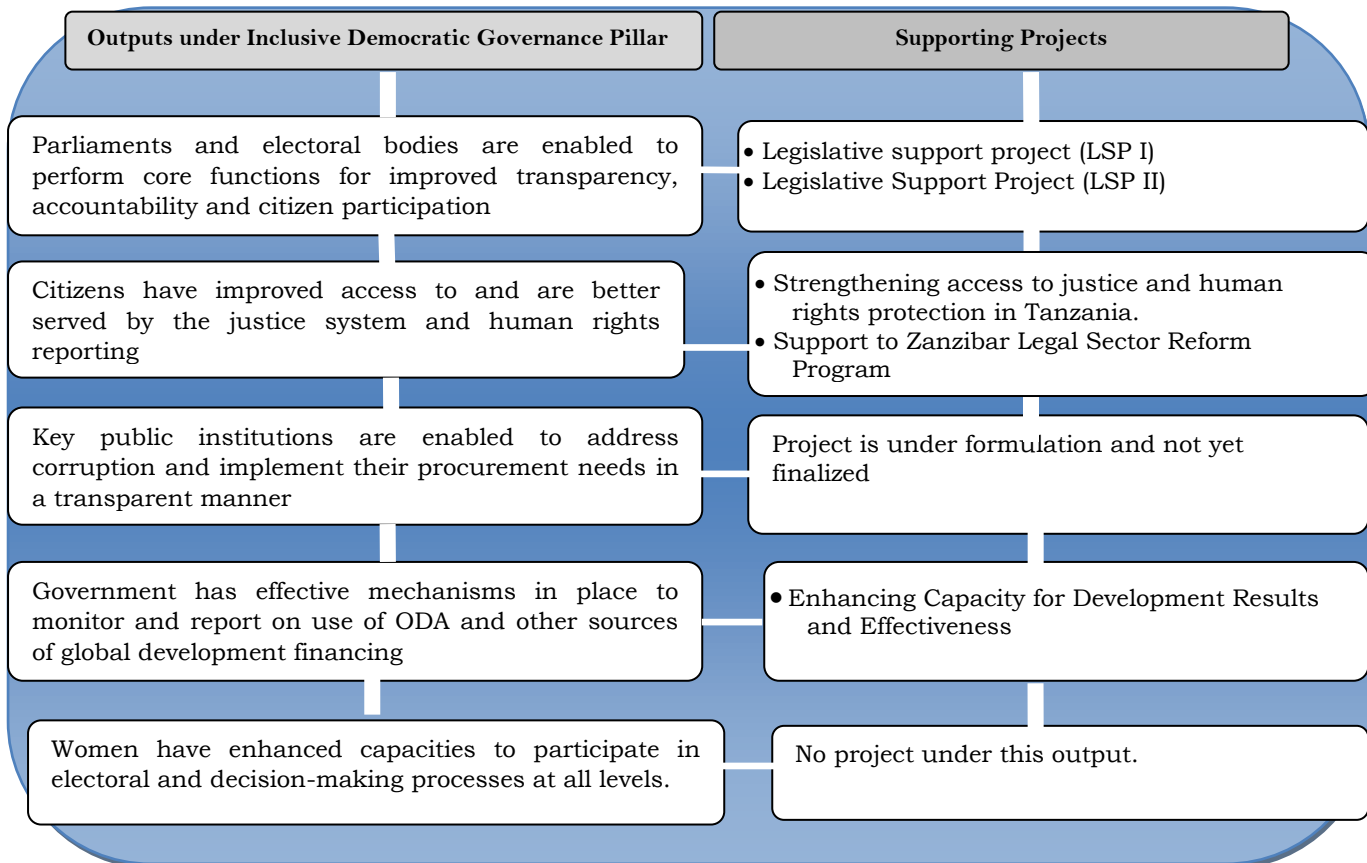 Outputs under Inclusive Democratic Governance Pillar
Supporting Projects
Parliaments and electoral bodies are enabled to
perform core functions for improved transparency,
accountability and citizen participation
• Legislative support project (LSP I)
• Legislative Support Project (LSP II)
Citizens have improved access to and are better
served by the justice system and human rights
reporting
• Strengthening access to justice and human
rights protection in Tanzania.
• Support to Zanzibar Legal Sector Reform
Program
Key public institutions are enabled to address
corruption and implement their procurement needs in
a transparent manner
Project is under formulation and not yet
finalized
Government has effective mechanisms in place to
monitor and report on use of ODA and other sources
of global development financing
• Enhancing Capacity for Development Results
and Effectiveness
Women have enhanced capacities to participate in
electoral and decision-making processes at all levels.
No project under this output.